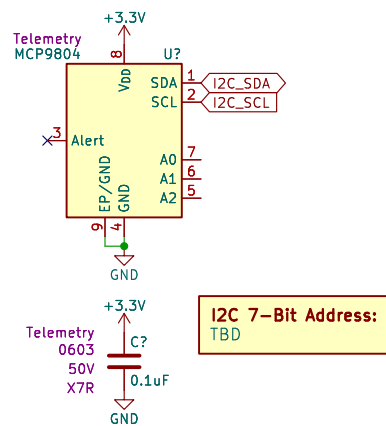 +3.3V
Telemetry
MCP9804
U?
8
VDD
SDA
1
I2C_SDA
SCL
2
I2C_SCL
3
Alert
A0
7
A1
6
A2
5
EP/GND
GND
9
4
GND
+3.3V
I2C 7-Bit Address:
TBD
Telemetry
0603
50V
X7R
C?
0.1uF
GND